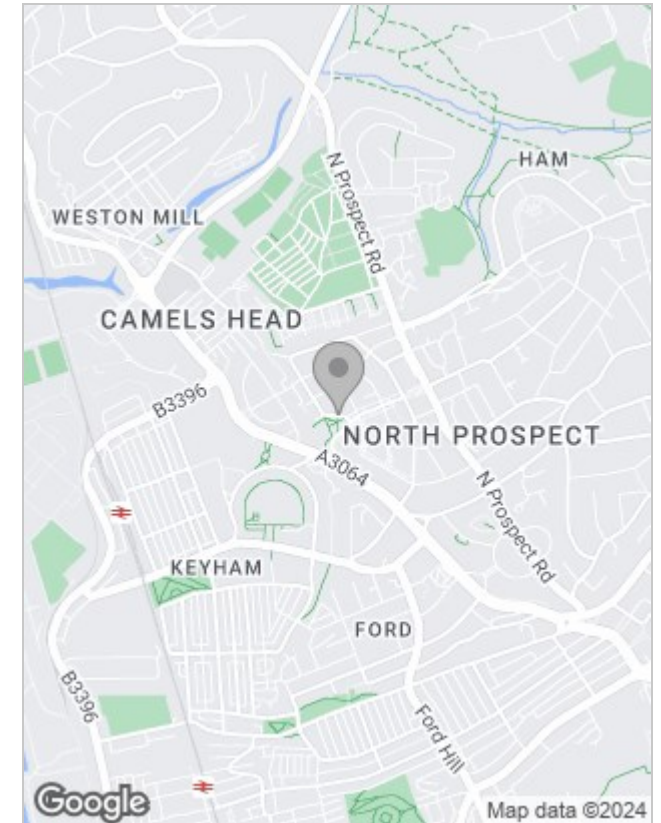 HAM
N Prospect Rd
WESTON MILL
CAMELS HEAD
B3396
NORTH PROSPECT
A3064
N Prospect Rd
KEYHAM
FORD
B3396
Ford Hill
Google
Map data ©2024